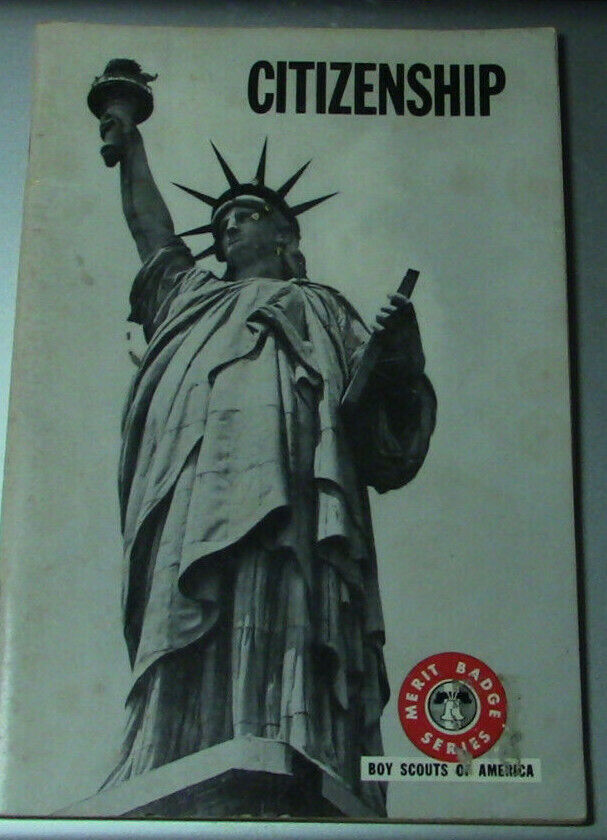 CITIZENSHIP
MERIT BADGE
SERIES
BOY SCOUTS OF AMERICA